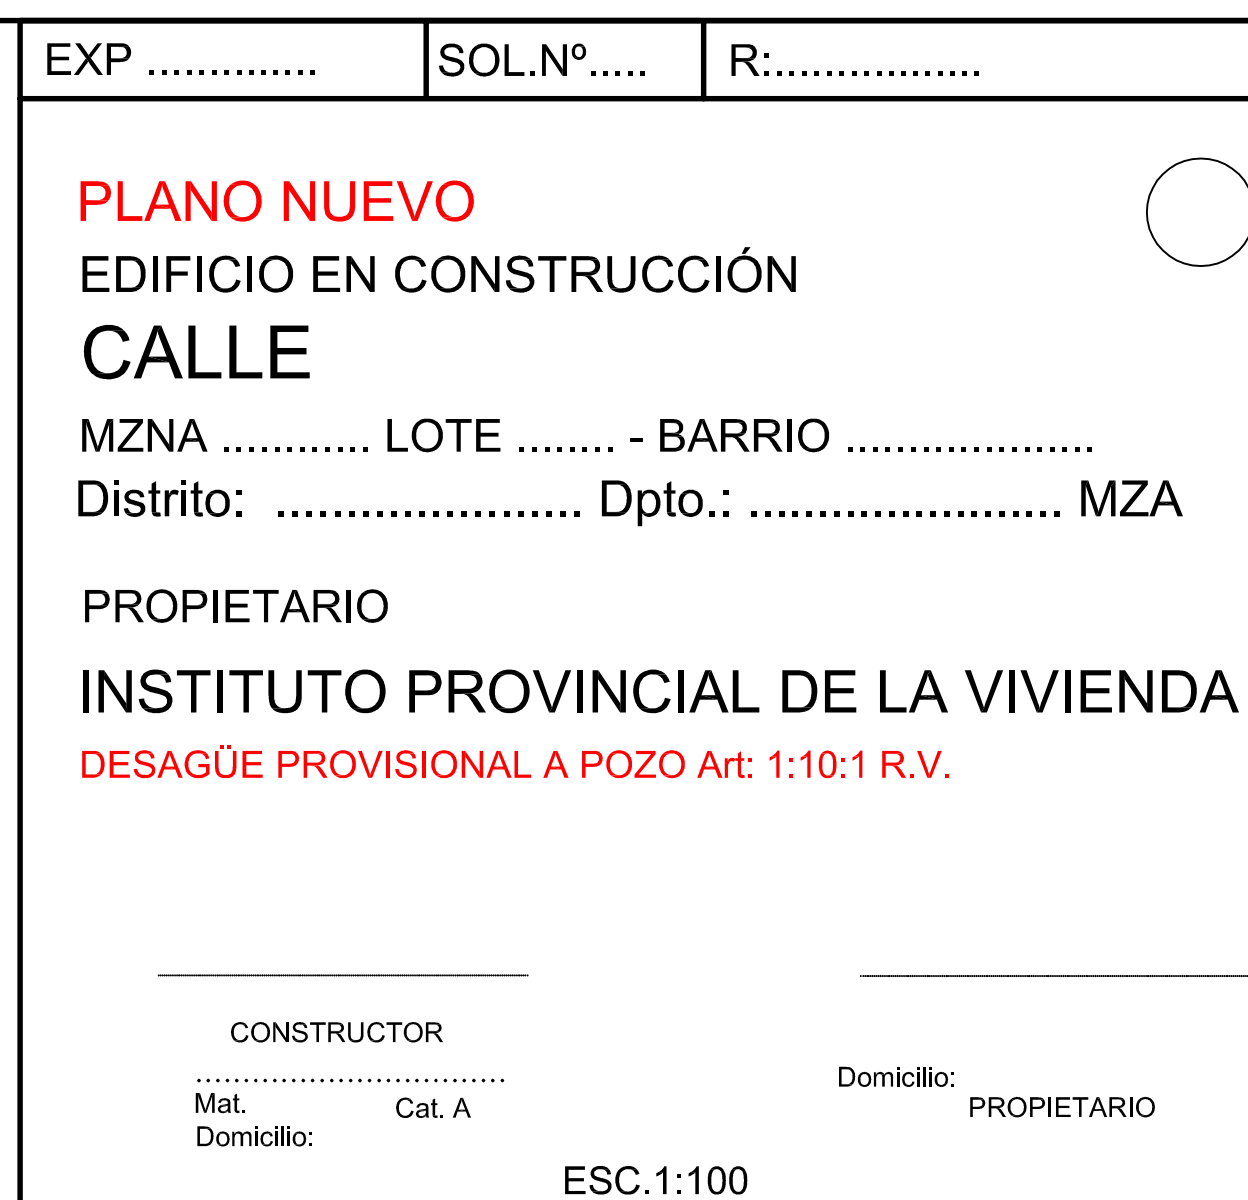 EXP .............. SOL.Nº..... R:.................
PLANO NUEVO
EDIFICIO EN CONSTRUCCIÓN
CALLE
MZNA ............ LOTE ........ - BARRIO ....................
Distrito: ...................... Dpto.: ....................... MZA
PROPIETARIO
INSTITUTO PROVINCIAL DE LA VIVIENDA
DESAGÜE PROVISIONAL A POZO Art: 1:10:1 R.V.
CONSTRUCTOR
.................................
Mat. Cat. A
Domicilio:
Domicilio:
PROPIETARIO
ESC.1:100